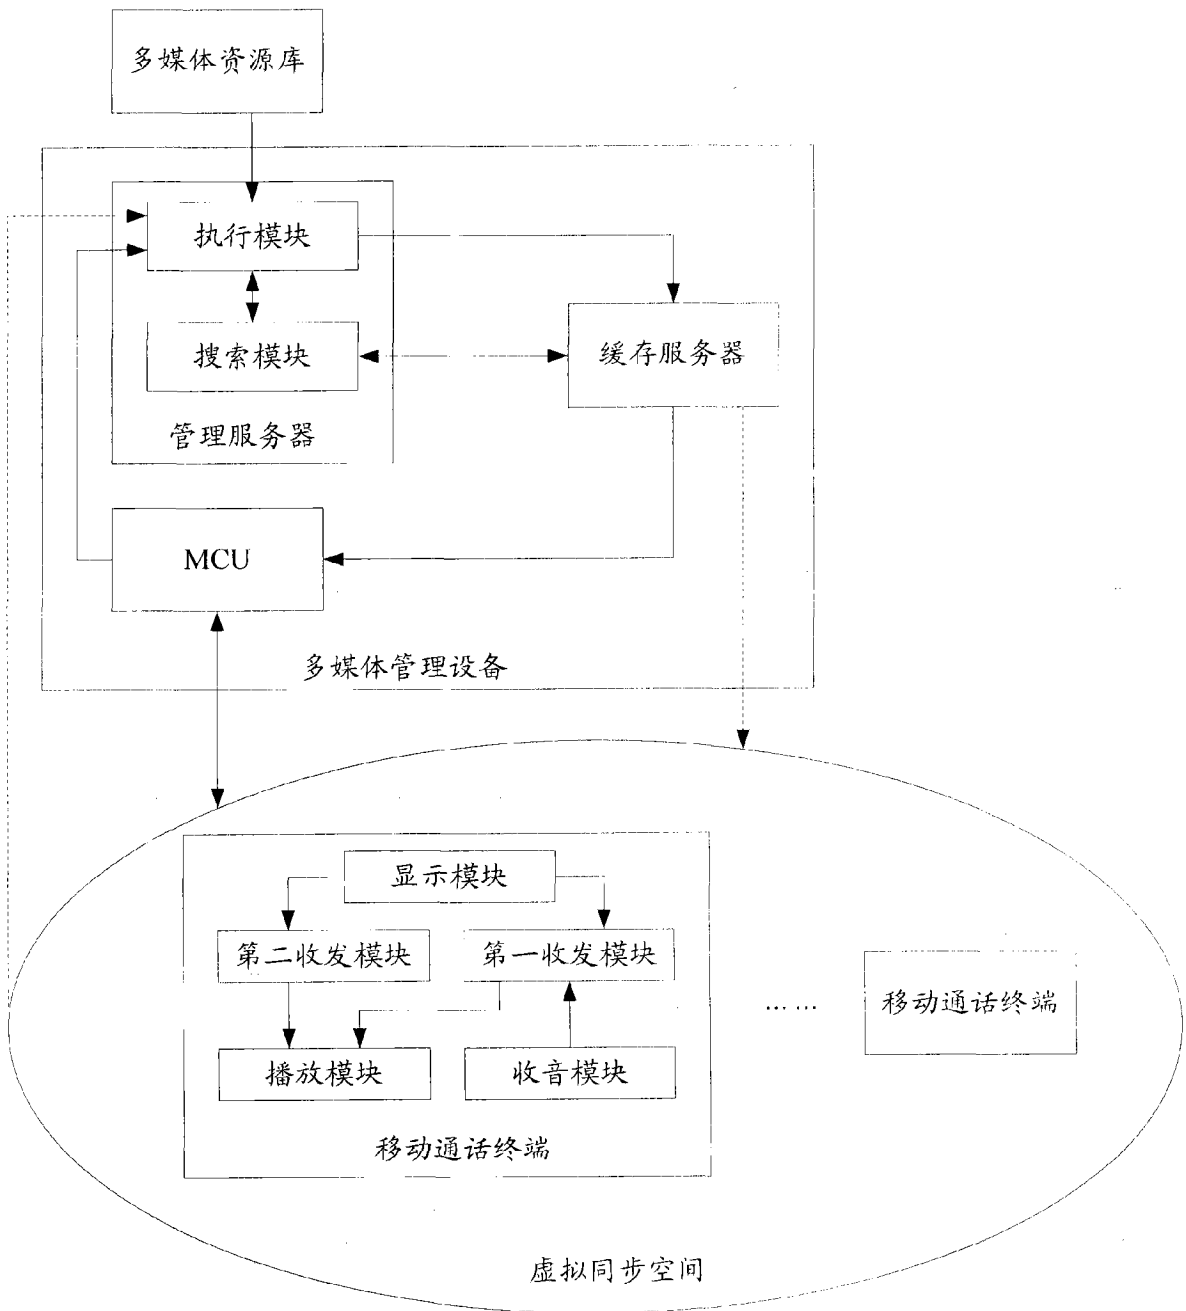 多媒体资源库
执行模块
搜索模块
缓存服务器
管理服务器
MCU
多媒体管理设备
显示模块
第二收发模块
第一收发模块
…… 移动通话终端
播放模块
收音模块
移动通话终端
虚拟同步空间